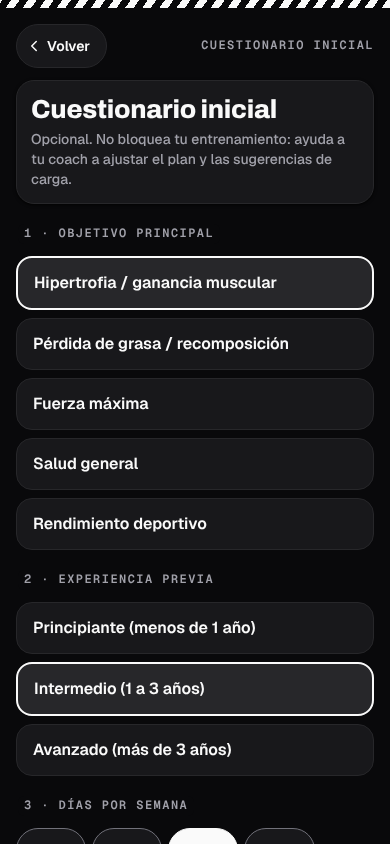 Volver
CUESTIONARIO INICIAL
Cuestionario inicial
Opcional. No bloquea tu entrenamiento: ayuda a
tu coach a ajustar el plan y las sugerencias de
carga.
1 · OBJETIVO PRINCIPAL
Hipertrofia / ganancia muscular
Pérdida de grasa / recomposición
Fuerza máxima
Salud general
Rendimiento deportivo
2 · EXPERIENCIA PREVIA
Principiante (menos de 1 año)
Intermedio (1 a 3 años)
Avanzado (más de 3 años)
3 · DÍAS POR SEMANA